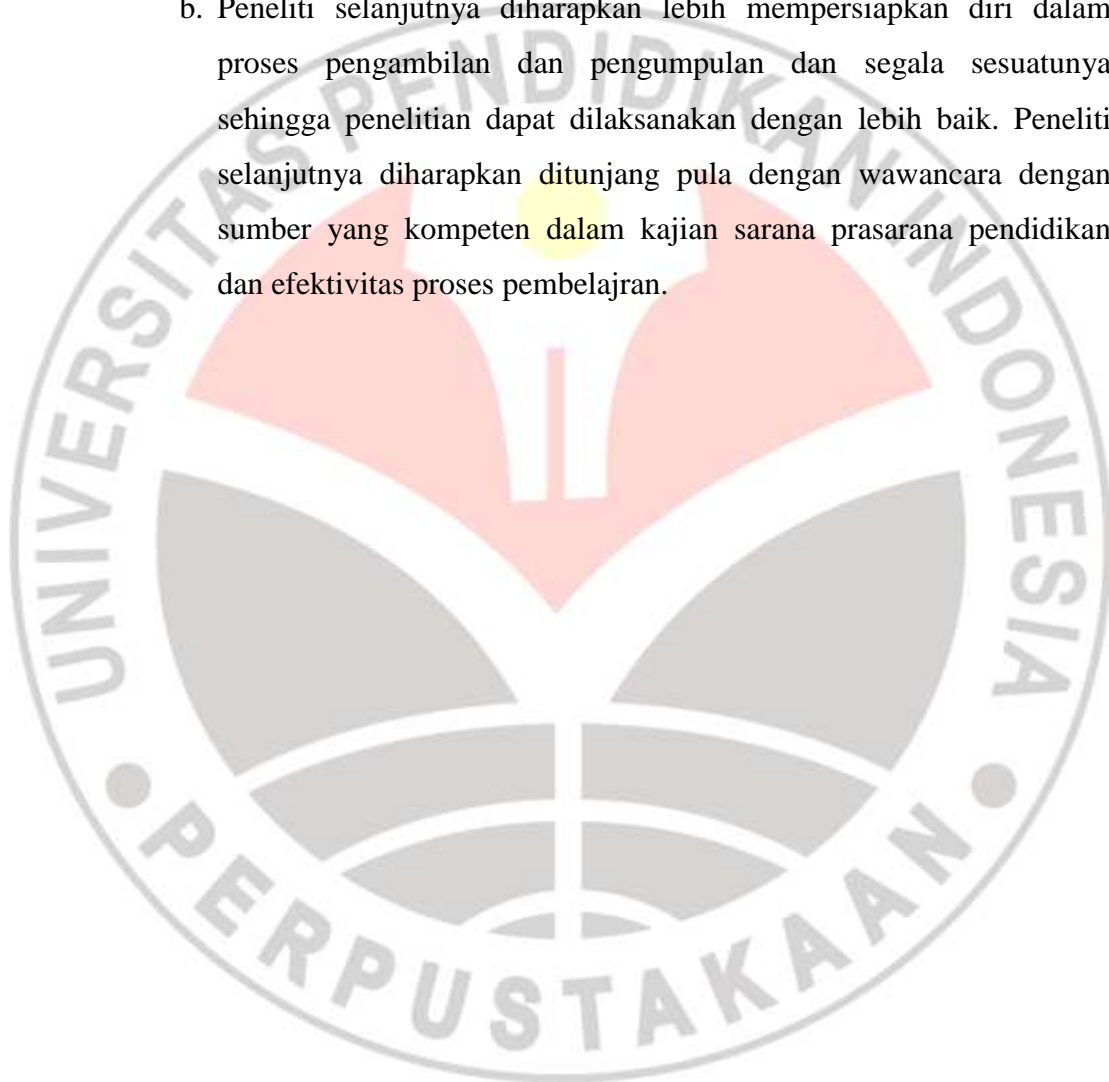 b. Peneliti selanjutnya diharapkan lebih mempersiapkan diri dalam
proses pengambilan dan pengumpulan dan segala sesuatunya
sehingga penelitian dapat dilaksanakan dengan lebih baik. Peneliti
selanjutnya diharapkan ditunjang pula dengan wawancara dengan
sumber yang kompeten dalam kajian sarana prasarana pendidikan
dan efektivitas proses pembelajran.
UNIVERSITAS PENDIDIKAN INDONESIA
PERPUSTAKAAN